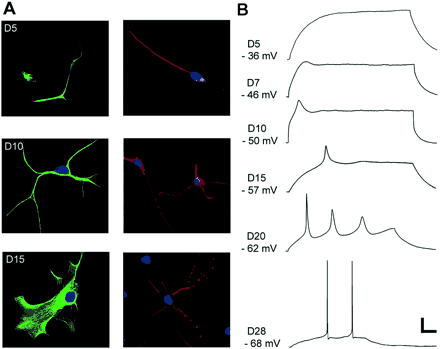 A
B
D5
D10
D15
D5
- 36 mV
D7
- 46 mV
D10
- 50 mV
D15
- 57 mV
D20
- 62 mV
D28
- 68 mV